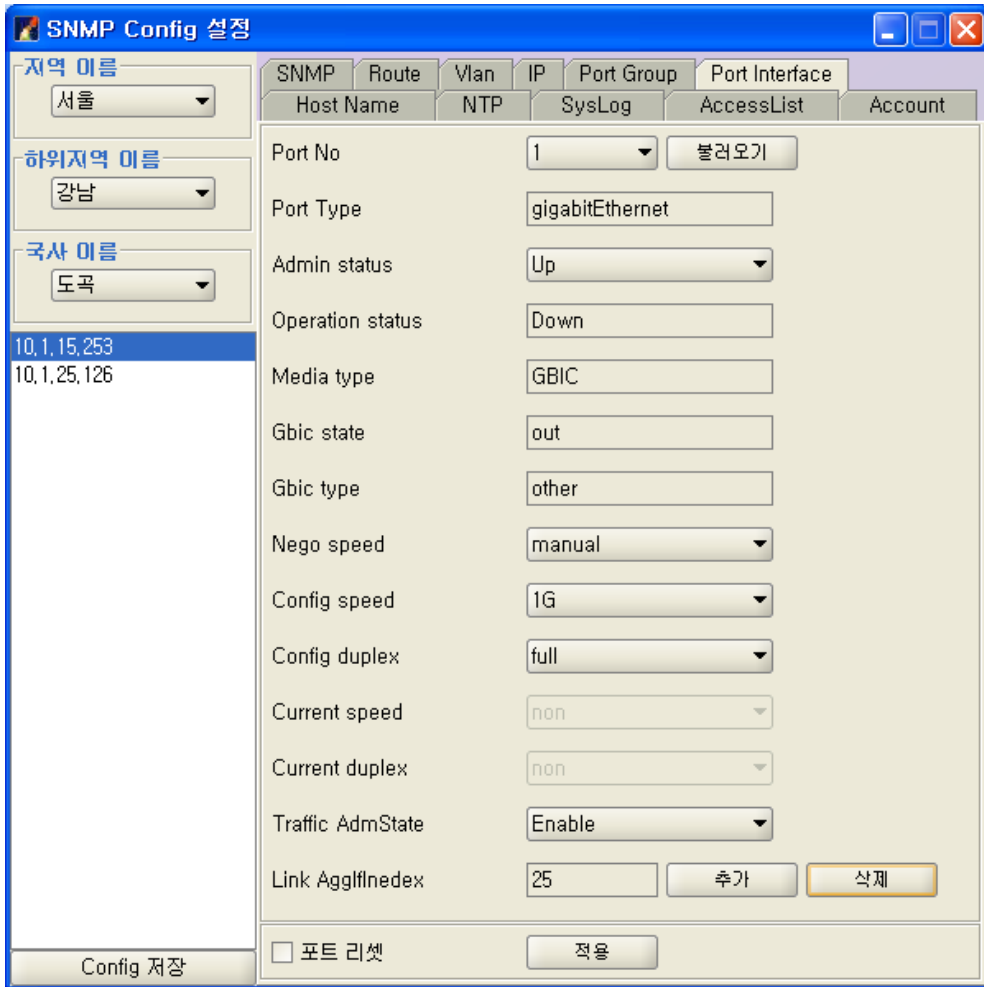 SNMP Config 설정
지역 이름
서울
하위지역 이름
강남
국사 이름
도곡
10,1,15,253
10,1,25,126
Config 저장
SNMP Route Vlan IP Port Group Port Interface
Host Name NTP SysLog AccessList Account
Port No 1 불러오기
Port Type gigabitEthernet
Admin status Up
Operation status Down
Media type GBIC
Gbic state out
Gbic type other
Nego speed manual
Config speed 1G
Config duplex full
Current speed non
Current duplex non
Traffic AdmState Enable
Link AggIfInedex 25 추가 삭제
포트 리셋 적용